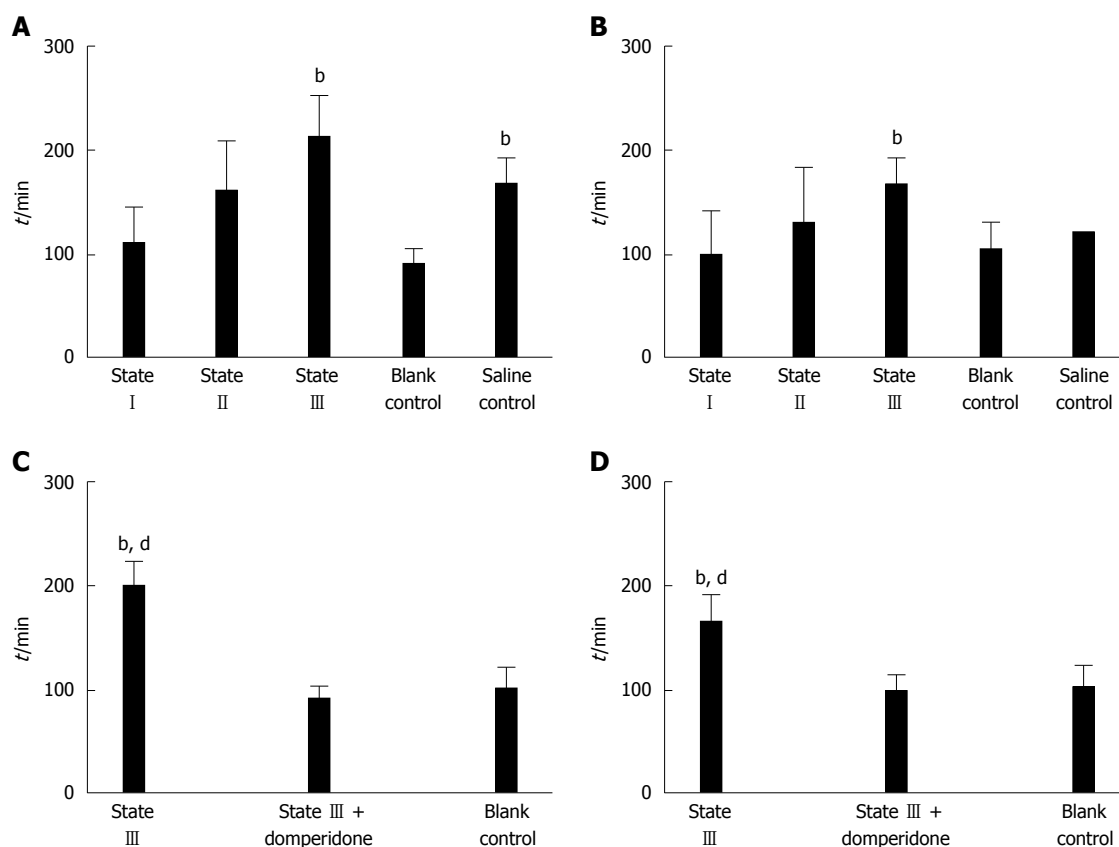 A
300
200
100
0
t/min
b
b
State
Ⅰ
State
Ⅱ
State
Ⅲ
Blank
control
Saline
control
B
300
200
100
0
t/min
b
State
Ⅰ
State
Ⅱ
State
Ⅲ
Blank
control
Saline
control
C
300
200
100
0
t/min
b, d
State
Ⅲ
State Ⅲ +
domperidone
Blank
control
D
300
200
100
0
t/min
b, d
State
Ⅲ
State Ⅲ +
domperidone
Blank
control